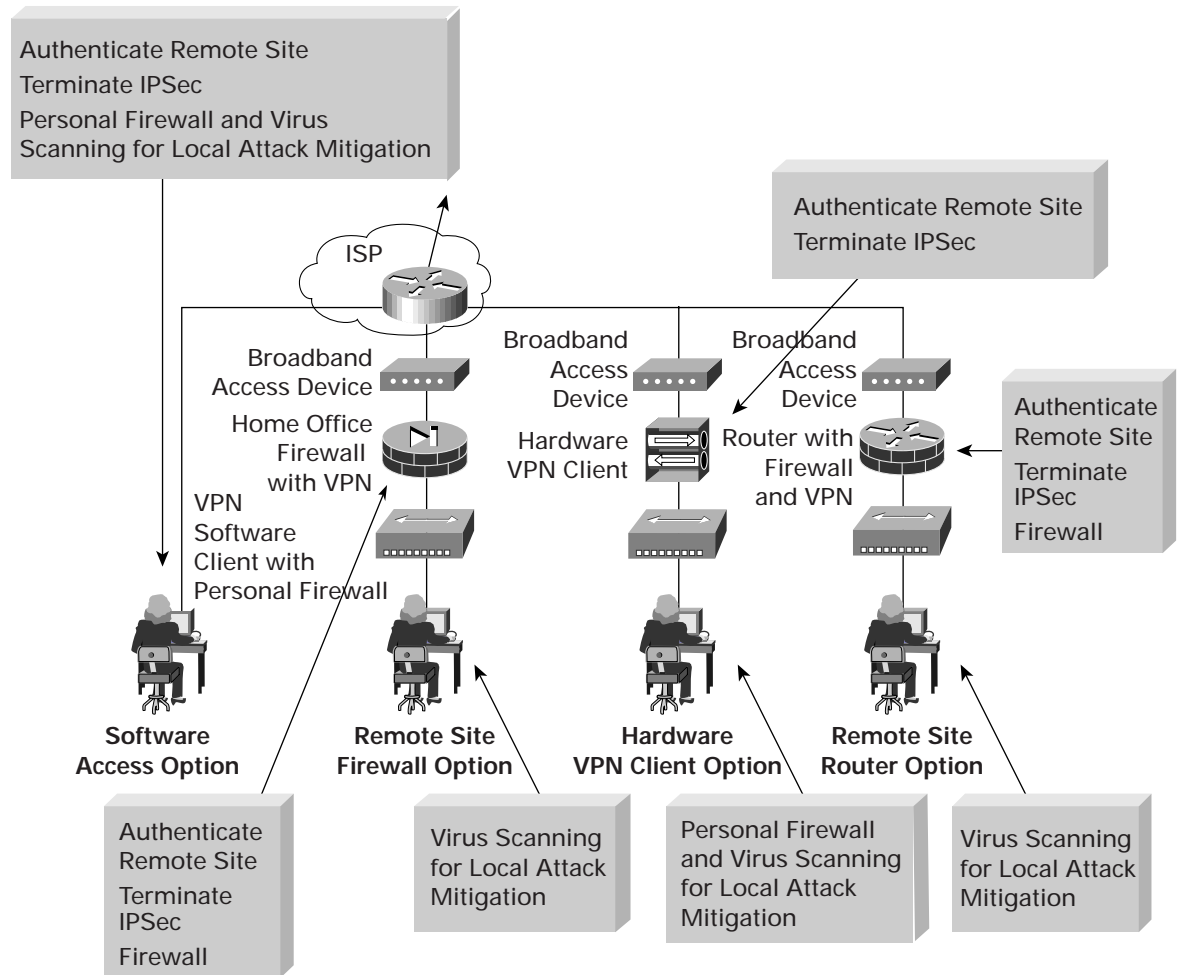 Authenticate Remote Site
Terminate IPSec
Personal Firewall and Virus
Scanning for Local Attack Mitigation
Authenticate Remote Site
Terminate IPSec
ISP
Broadband
Access Device
Broadband
Access
Device
Broadband
Access
Device
Home Office
Firewall
with VPN
Hardware
VPN Client
Router with
Firewall
and VPN
Authenticate
Remote Site
Terminate
IPSec
Firewall
VPN
Software
Client with
Personal Firewall
Software
Access Option
Remote Site
Firewall Option
Hardware
VPN Client Option
Remote Site
Router Option
Authenticate
Remote Site
Terminate
IPSec
Firewall
Virus Scanning
for Local Attack
Mitigation
Personal Firewall
and Virus Scanning
for Local Attack
Mitigation
Virus Scanning
for Local Attack
Mitigation